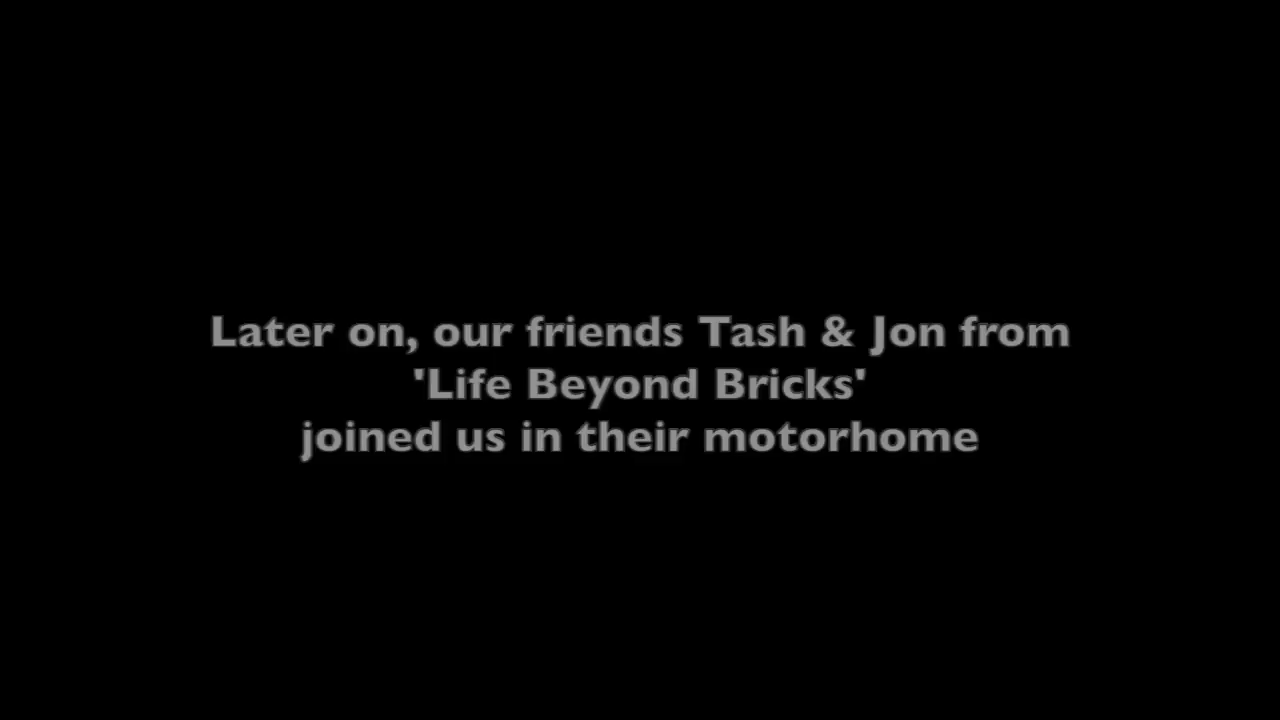 Later on, our friends Tash & Jon from
'Life Beyond Bricks'
joined us in their motorhome